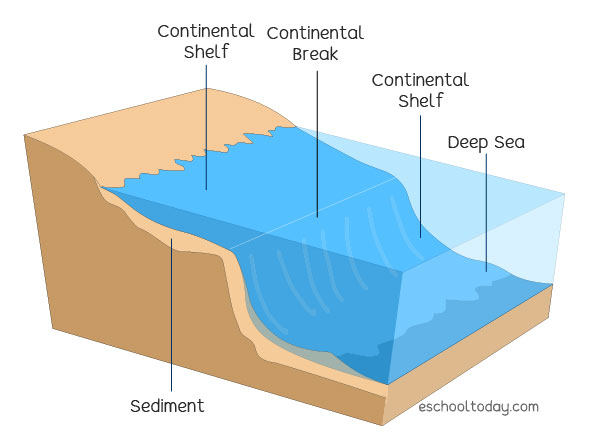 Continental
Shelf
Continental
Break
Continental
Shelf
Deep Sea
Sediment
eschooltoday.com